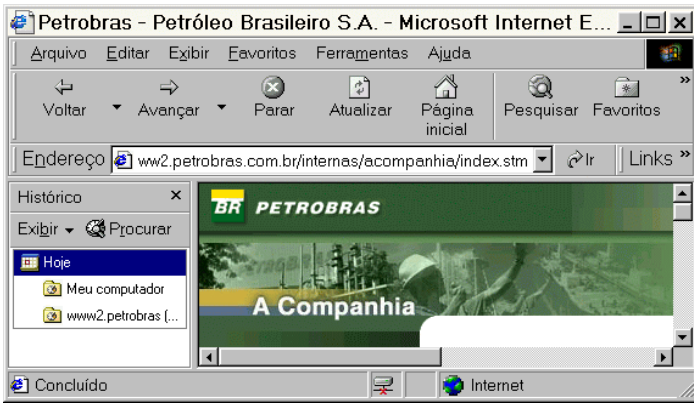 Petrobras - Petróleo Brasileiro S.A. - Microsoft Internet E...
Arquivo Editar Exibir Favoritos Ferramentas Ajuda
Voltar Avançar Parar Atualizar Página inicial Pesquisar Favoritos »
Endereço ww2.petrobras.com.br/internas/acompanhia/index.stm Ir Links »
Histórico x
Exibir Procurar
Hoje
Meu computador
www2.petrobras (...
BR PETROBRAS
A Companhia
Concluído Internet